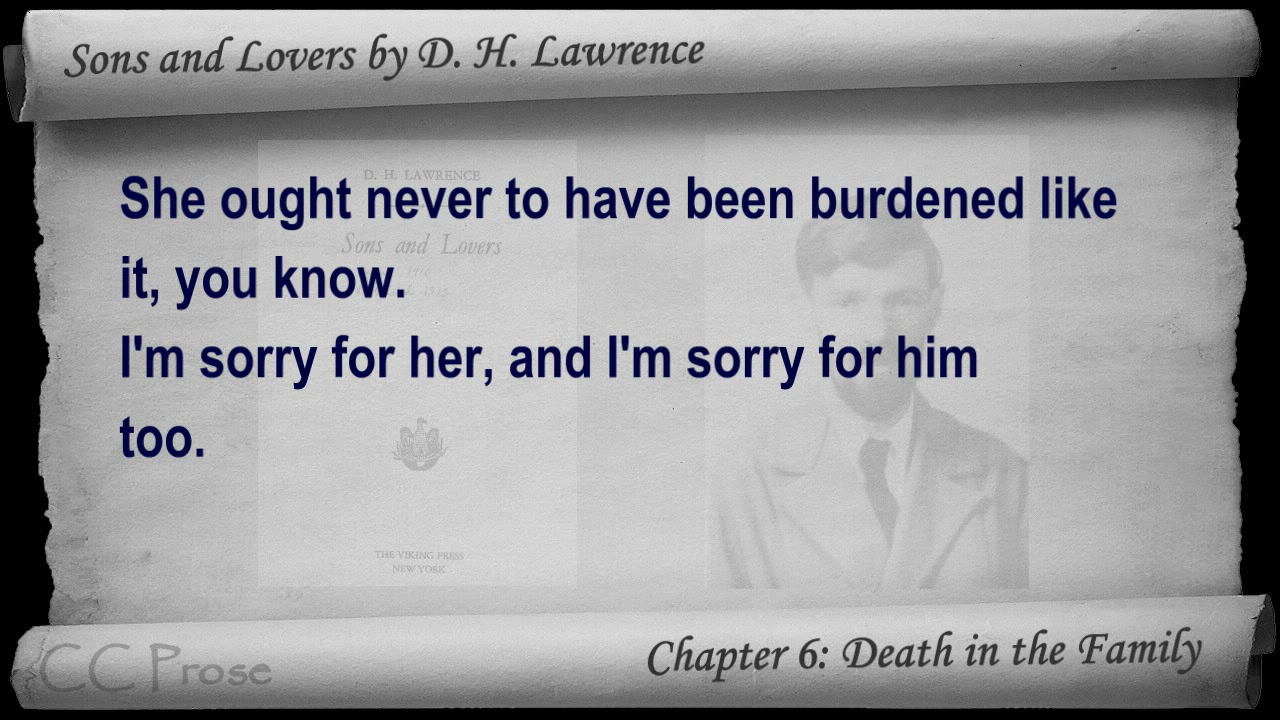 Sons and Lovers by D. H. Lawrence
D. H. LAWRENCE
She ought never to have been burdened like
Sons and Lovers
it, you know.
I'm sorry for her, and I'm sorry for him
too.
THE VIKING PRESS
NEW YORK
CC Prose
Chapter 6: Death in the Family